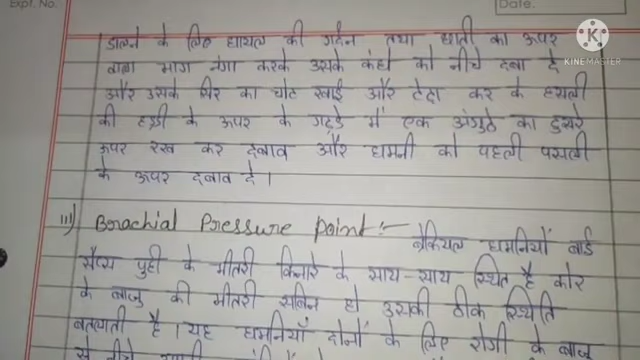 Expt. No.
Date.
KINEMASTER
डालने के लिए घायल की गर्दन तथा छाती का ऊपर
वाला भाग नंगा करके उसके कंधो को नीचे दबा दे
और उसके सिर का चोट खाई और टेढा कर के हसली
की हड्डी के ऊपर के गड्डे में एक अंगुठे का दुसरे
ऊपर रख कर दबाव और धमनी को पहली पसली
के ऊपर दबाव दे।
iii) Brachial Pressure Point :-
ब्रेकियल धमनियाँ बाई
सैप्स पुट्ठी के भीतरी किनारे के साथ-साथ स्थित है कोर
के बाजु की भीतरी हो उसकी ठीक स्थिति
बतलाती है। यह धमनियाँ दोनों के लिए रोगी के बाजू
से नीचे